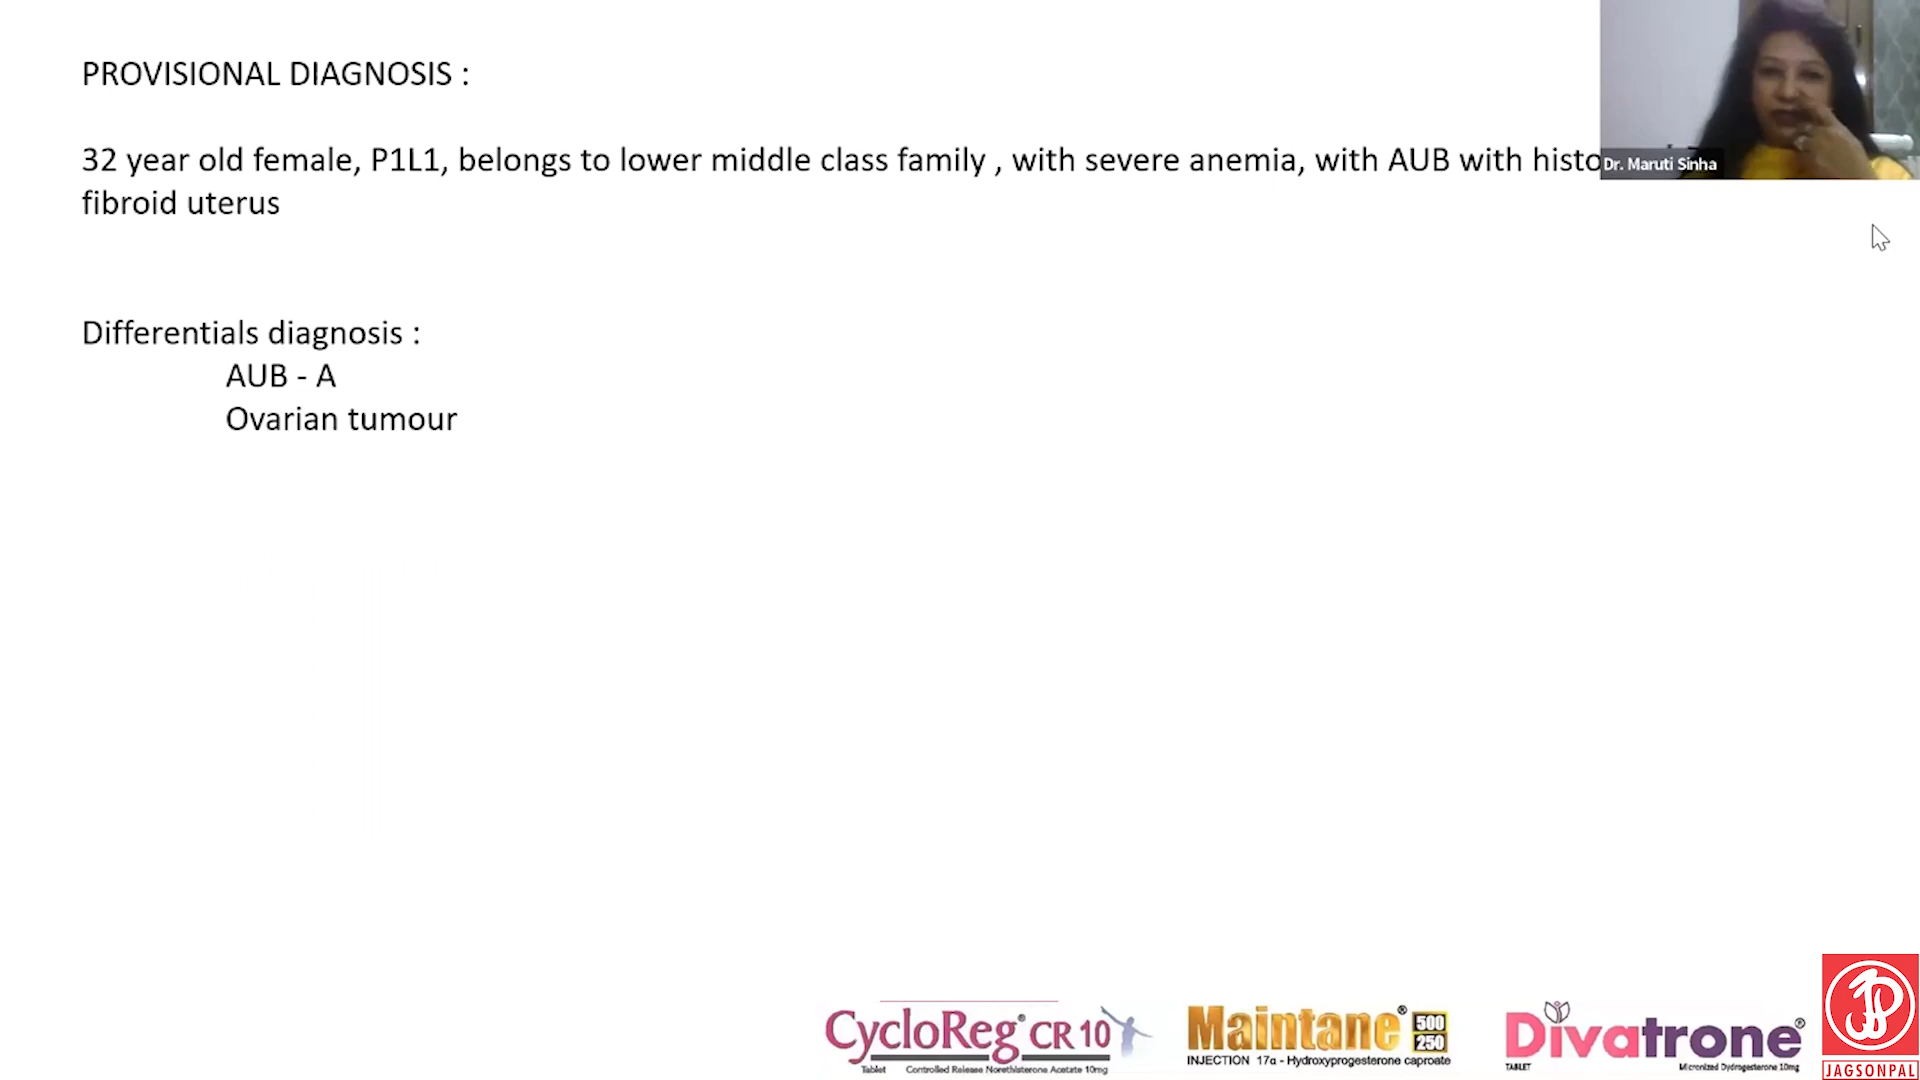 PROVISIONAL DIAGNOSIS :
32 year old female, P1L1, belongs to lower middle class family , with severe anemia, with AUB with histo
Dr. Maruti Sinha
fibroid uterus
Differentials diagnosis :
AUB - A
Ovarian tumour
CycloReg® CR 10
Tablet Controlled Release Norethisterone Acetate 10mg
Maintane® 500 250
INJECTION 17α - Hydroxyprogesterone caproate
Divatrone®
TABLET Micronized Dydrogesterone 10mg
JAGSONPAL